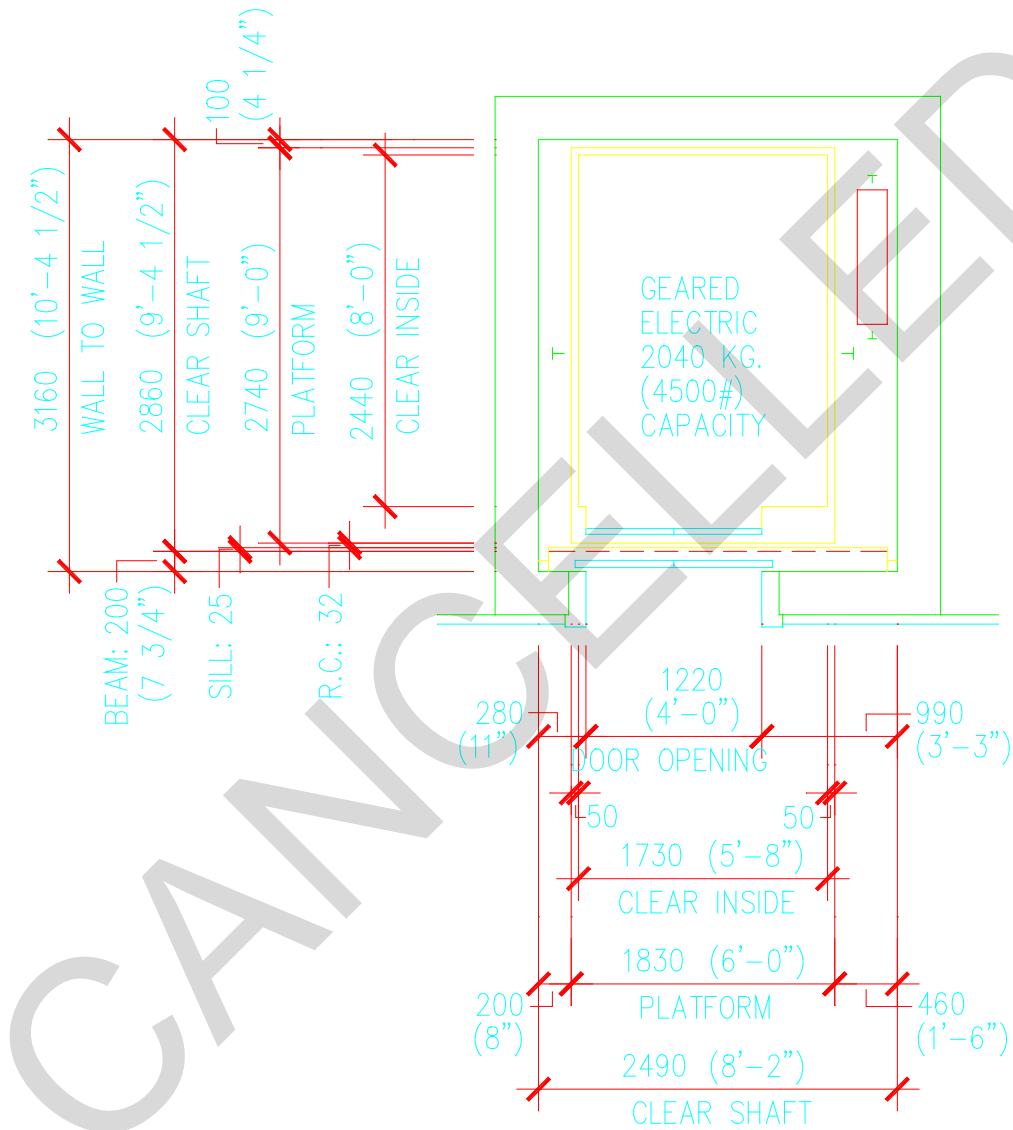 100
(4 1/4")
3160 (10'-4 1/2")
WALL TO WALL
2860 (9'-4 1/2")
CLEAR SHAFT
2740 (9'-0")
PLATFORM
2440 (8'-0")
CLEAR INSIDE
GEARED
ELECTRIC
2040 KG.
(4500#)
CAPACITY
BEAM: 200
(7 3/4")
SILL: 25
R.C.: 32
1220
(4'-0")
DOOR OPENING
280
(11")
990
(3'-3")
50
50
1730 (5'-8")
CLEAR INSIDE
1830 (6'-0")
PLATFORM
200
(8")
460
(1'-6")
2490 (8'-2")
CLEAR SHAFT
CANCELLED